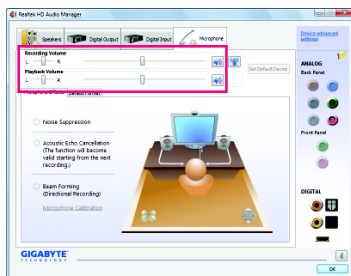 Realtek HD Audio Manager
Speakers
Digital Output
Digital Input
Microphone
Device advanced
settings
Recording Volume
L
R
Set Default Device
Playback Volume
L
R
ANALOG
Back Panel
Noise Suppression
Acoustic Echo Cancellation
(The function will become
valid starting from the next
recording.)
Front Panel
Beam Forming
(Directional Recording)
Microphone Calibration
DIGITAL
GIGABYTE
TECHNOLOGY
OK